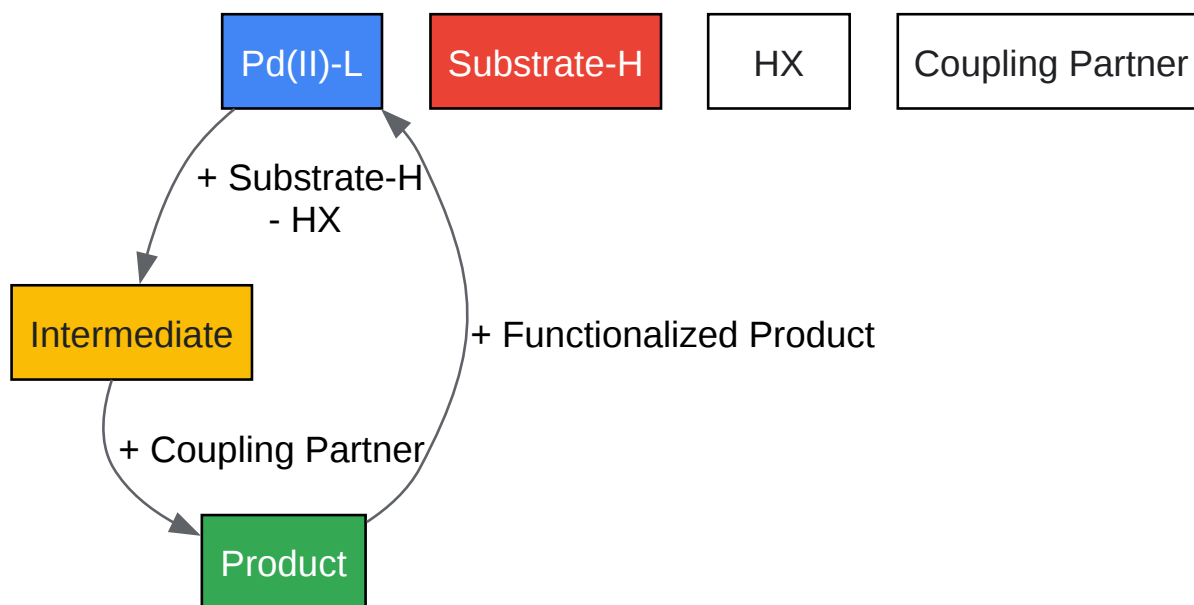 Pd(II)-L
Substrate-H
HX
Coupling Partner
+ Substrate-H
- HX
Intermediate
+ Functionalized Product
+ Coupling Partner
Product